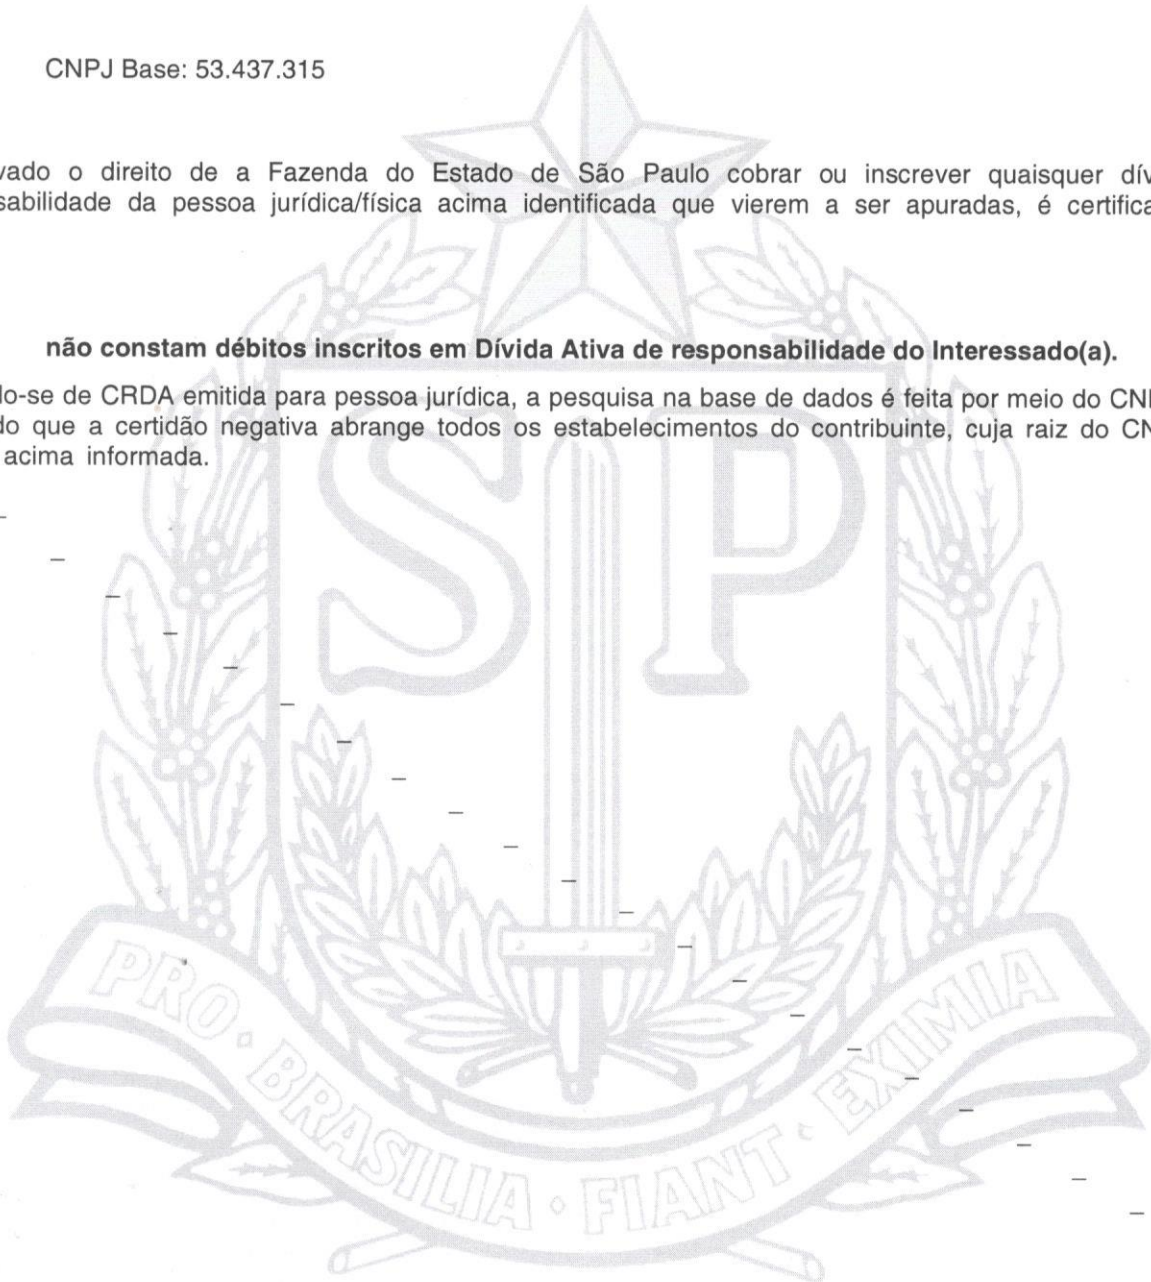 CNPJ Base: 53.437.315
vado o direito de a Fazenda do Estado de São Paulo cobrar ou inscrever quaisquer dív
sabilidade da pessoa jurídica/física acima identificada que vierem a ser apuradas, é certifica
não constam débitos inscritos em Dívida Ativa de responsabilidade do Interessado(a).
do-se de CRDA emitida para pessoa jurídica, a pesquisa na base de dados é feita por meio do CN
do que a certidão negativa abrange todos os estabelecimentos do contribuinte, cuja raiz do CN
acima informada.
SP
PRO · BRASILIA · FIANT · EXIMIA